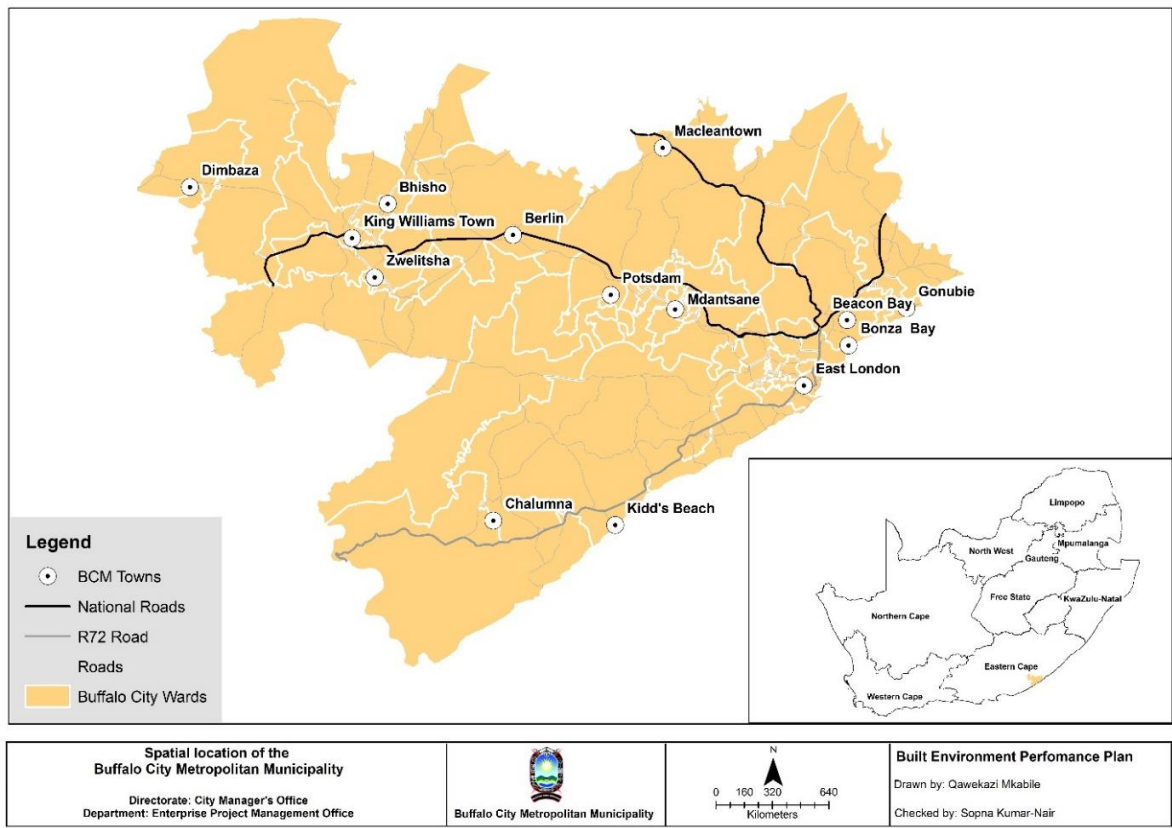 Macleantown
Dimbaza
Bhisho
King Williams Town
Berlin
Zwelitsha
Potsdam
Mdantsane
Gonubie
Beacon Bay
Bonza Bay
East London
Chalumna
Kidd's Beach
Legend
BCM Towns
National Roads
R72 Road
Roads
Buffalo City Wards
Limpopo
North West
Mpumalanga
Gauteng
Free State
KwaZulu-Natal
Northern Cape
Eastern Cape
Western Cape
Spatial location of the
Buffalo City Metropolitan Municipality
Directorate: City Manager's Office
Department: Enterprise Project Management Office
Buffalo City Metropolitan Municipality
N
0 160 320 640
Kilometers
Built Environment Perfomance Plan
Drawn by: Qawekazi Mkabile
Checked by: Sopna Kumar-Nair